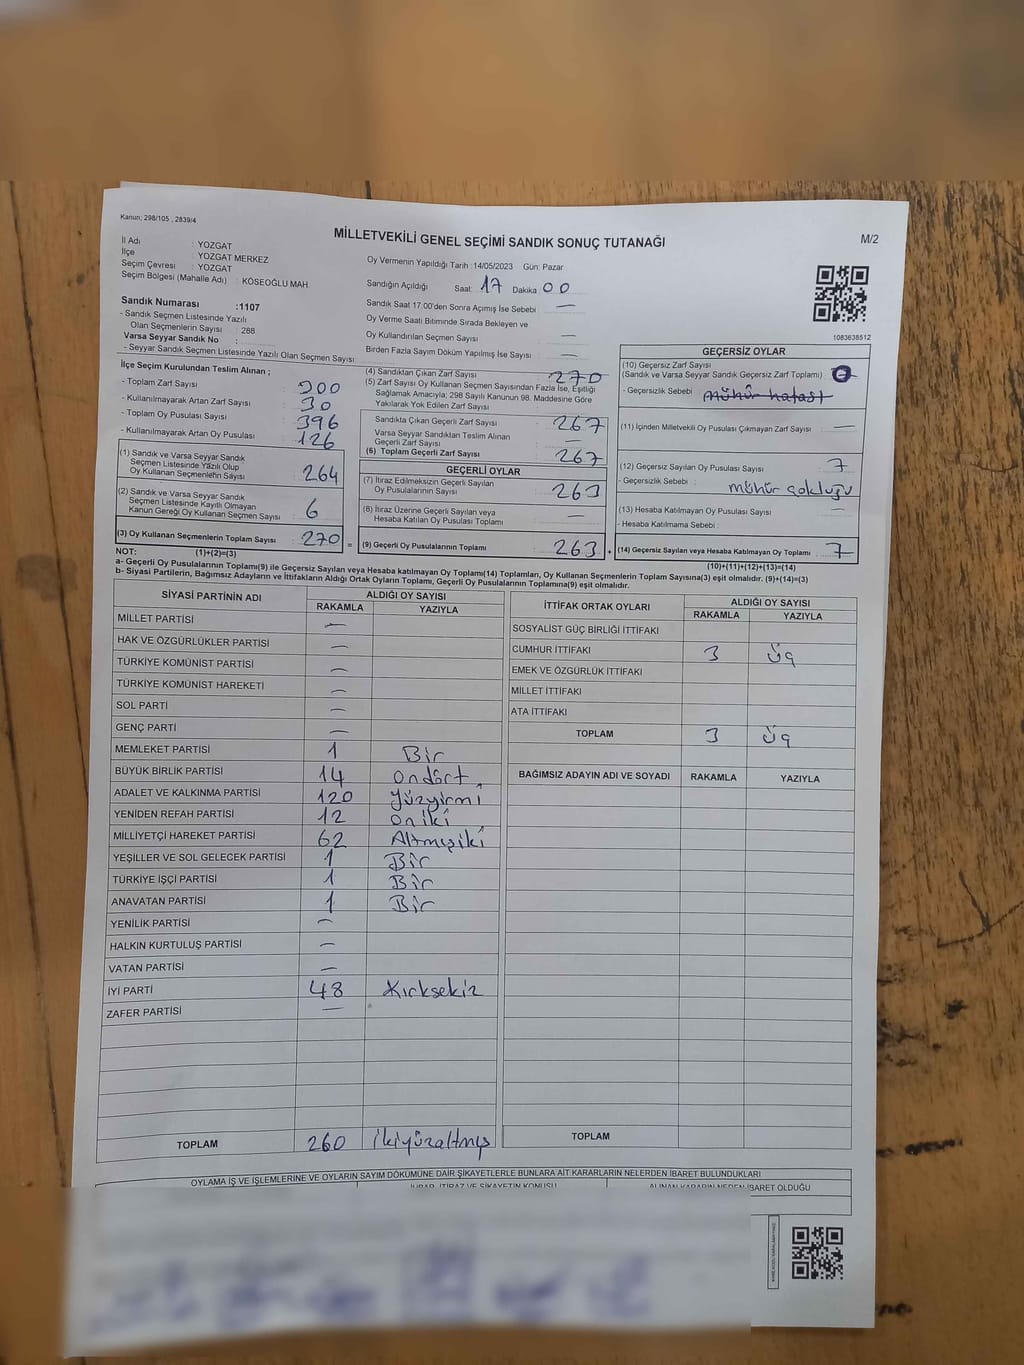 Kanun; 298/105 , 2839/4
MİLLETVEKİLİ GENEL SEÇİMİ SANDIK SONUÇ TUTANAĞI
M/2
İl Adı : YOZGAT
İlçe : YOZGAT MERKEZ
Seçim Çevresi : YOZGAT
Seçim Bölgesi (Mahalle Adı) : KÖSEOĞLU MAH.
Sandık Numarası :1107
- Sandık Seçmen Listesinde Yazılı
Olan Seçmenlerin Sayısı : 288
Varsa Seyyar Sandık No :
- Seyyar Sandık Seçmen Listesinde Yazılı Olan Seçmen Sayısı :
Oy Vermenin Yapıldığı Tarih :14/05/2023 Gün: Pazar
Sandığın Açıldığı Saat: 17 Dakika 00
Sandık Saat 17:00'den Sonra Açımış İse Sebebi : —
Oy Verme Saati Bitiminde Sırada Bekleyen ve
Oy Kullandırılan Seçmen Sayısı : —
Birden Fazla Sayım Döküm Yapılmış İse Sayısı : —
1083638512
İlçe Seçim Kurulundan Teslim Alınan ;
- Toplam Zarf Sayısı : 300
- Kullanılmayarak Artan Zarf Sayısı : 30
- Toplam Oy Pusulası Sayısı : 396
- Kullanılmayarak Artan Oy Pusulası : 126
(1) Sandık ve Varsa Seyyar Sandık
Seçmen Listesinde Yazılı Olup
Oy Kullanan Seçmenlerin Sayısı : 264
(2) Sandık ve Varsa Seyyar Sandık
Seçmen Listesinde Kayıtlı Olmayan
Kanun Gereği Oy Kullanan Seçmen Sayısı : 6
(3) Oy Kullanan Seçmenlerin Toplam Sayısı : 270 =
(4) Sandıktan Çıkan Zarf Sayısı : 270
(5) Zarf Sayısı Oy Kullanan Seçmen Sayısından Fazla İse, Eşitliği
Sağlamak Amacıyla; 298 Sayılı Kanunun 98. Maddesine Göre
Yakılarak Yok Edilen Zarf Sayısı :
Sandıkta Çıkan Geçerli Zarf Sayısı : 267
Varsa Seyyar Sandıktan Teslim Alınan
Geçerli Zarf Sayısı : —
(6) Toplam Geçerli Zarf Sayısı : 267
GEÇERLİ OYLAR
(7) İtiraz Edilmeksizin Geçerli Sayılan
Oy Pusulalarının Sayısı : 263
(8) İtiraz Üzerine Geçerli Sayılan veya
Hesaba Katılan Oy Pusulası Toplamı : —
(9) Geçerli Oy Pusulalarının Toplamı : 263 +
GEÇERSİZ OYLAR
(10) Geçersiz Zarf Sayısı
(Sandık ve Varsa Seyyar Sandık Geçersiz Zarf Toplamı) :
- Geçersizlik Sebebi : mühür hatası
(11) İçinden Milletvekili Oy Pusulası Çıkmayan Zarf Sayısı : —
(12) Geçersiz Sayılan Oy Pusulası Sayısı : 7
- Geçersizlik Sebebi : mühür çokluğu
(13) Hesaba Katılmayan Oy Pusulası Sayısı : —
- Hesaba Katılmama Sebebi :
(14) Geçersiz Sayılan veya Hesaba Katılmayan Oy Pusulası Toplamı : 7
NOT: (1)+(2)=(3)
(10)+(11)+(12)+(13)=(14)
a- Geçerli Oy Pusulalarının Toplamı(9) ile Geçersiz Sayılan veya Hesaba katılmayan Oy Toplamı(14) Toplamları, Oy Kullanan Seçmenlerin Toplam Sayısına(3) eşit olmalıdır. (9)+(14)=(3)
b- Siyasi Partilerin, Bağımsız Adayların ve İttifakların Aldığı Ortak Oyların Toplamı, Geçerli Oy Pusulalarının Toplamına(9) eşit olmalıdır.
SİYASİ PARTİNİN ADI ALDIĞI OY SAYISI
RAKAMLA YAZIYLA
MİLLET PARTİSİ —
HAK VE ÖZGÜRLÜKLER PARTİSİ —
TÜRKİYE KOMÜNİST PARTİSİ —
TÜRKİYE KOMÜNİST HAREKETİ —
SOL PARTİ —
GENÇ PARTİ —
MEMLEKET PARTİSİ 1 Bir
BÜYÜK BİRLİK PARTİSİ 14 ondört
ADALET VE KALKINMA PARTİSİ 120 Yüzyirmi
YENİDEN REFAH PARTİSİ 12 oniki
MİLLİYETÇİ HAREKET PARTİSİ 62 Altmışiki
YEŞİLLER VE SOL GELECEK PARTİSİ 1 Bir
TÜRKİYE İŞÇİ PARTİSİ 1 Bir
ANAVATAN PARTİSİ 1 Bir
YENİLİK PARTİSİ —
HALKIN KURTULUŞ PARTİSİ —
VATAN PARTİSİ —
İYİ PARTİ 48 Kırksekiz
ZAFER PARTİSİ —
TOPLAM 260 ikiyüzaltmış
İTTİFAK ORTAK OYLARI ALDIĞI OY SAYISI
RAKAMLA YAZIYLA
SOSYALİST GÜÇ BİRLİĞİ İTTİFAKI
CUMHUR İTTİFAKI 3 üç
EMEK VE ÖZGÜRLÜK İTTİFAKI
MİLLET İTTİFAKI
ATA İTTİFAKI
TOPLAM 3 üç
BAĞIMSIZ ADAYIN ADI VE SOYADI RAKAMLA YAZIYLA
TOPLAM
OYLAMA İŞ VE İŞLEMLERİNE VE OYLARIN SAYIM DÖKÜMÜNE DAİR ŞİKAYETLERLE BUNLARA AİT KARARLARIN NELERDEN İBARET BULUNDUKLARI
İHBAR, İTİRAZ VE ŞİKAYETİN KONUSU ALINAN KARARIN NEDEN İBARET OLDUĞU